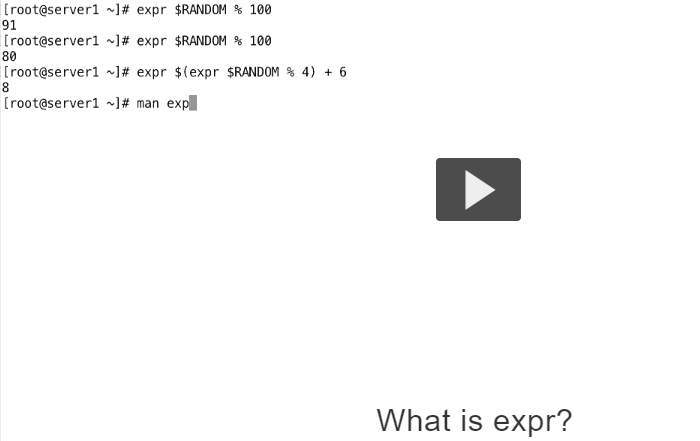 [root@server1 ~]# expr $RANDOM % 100
91
[root@server1 ~]# expr $RANDOM % 100
80
[root@server1 ~]# expr $(expr $RANDOM % 4) + 6
8
[root@server1 ~]# man exp
What is expr?